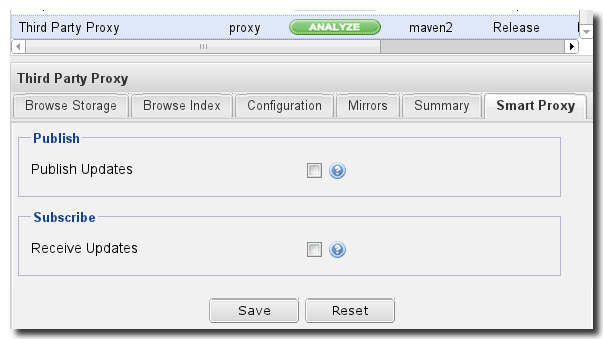 Third Party Proxy proxy ANALYZE maven2 Release
Third Party Proxy
Browse Storage Browse Index Configuration Mirrors Summary Smart Proxy
Publish
Publish Updates ?
Subscribe
Receive Updates ?
Save Reset